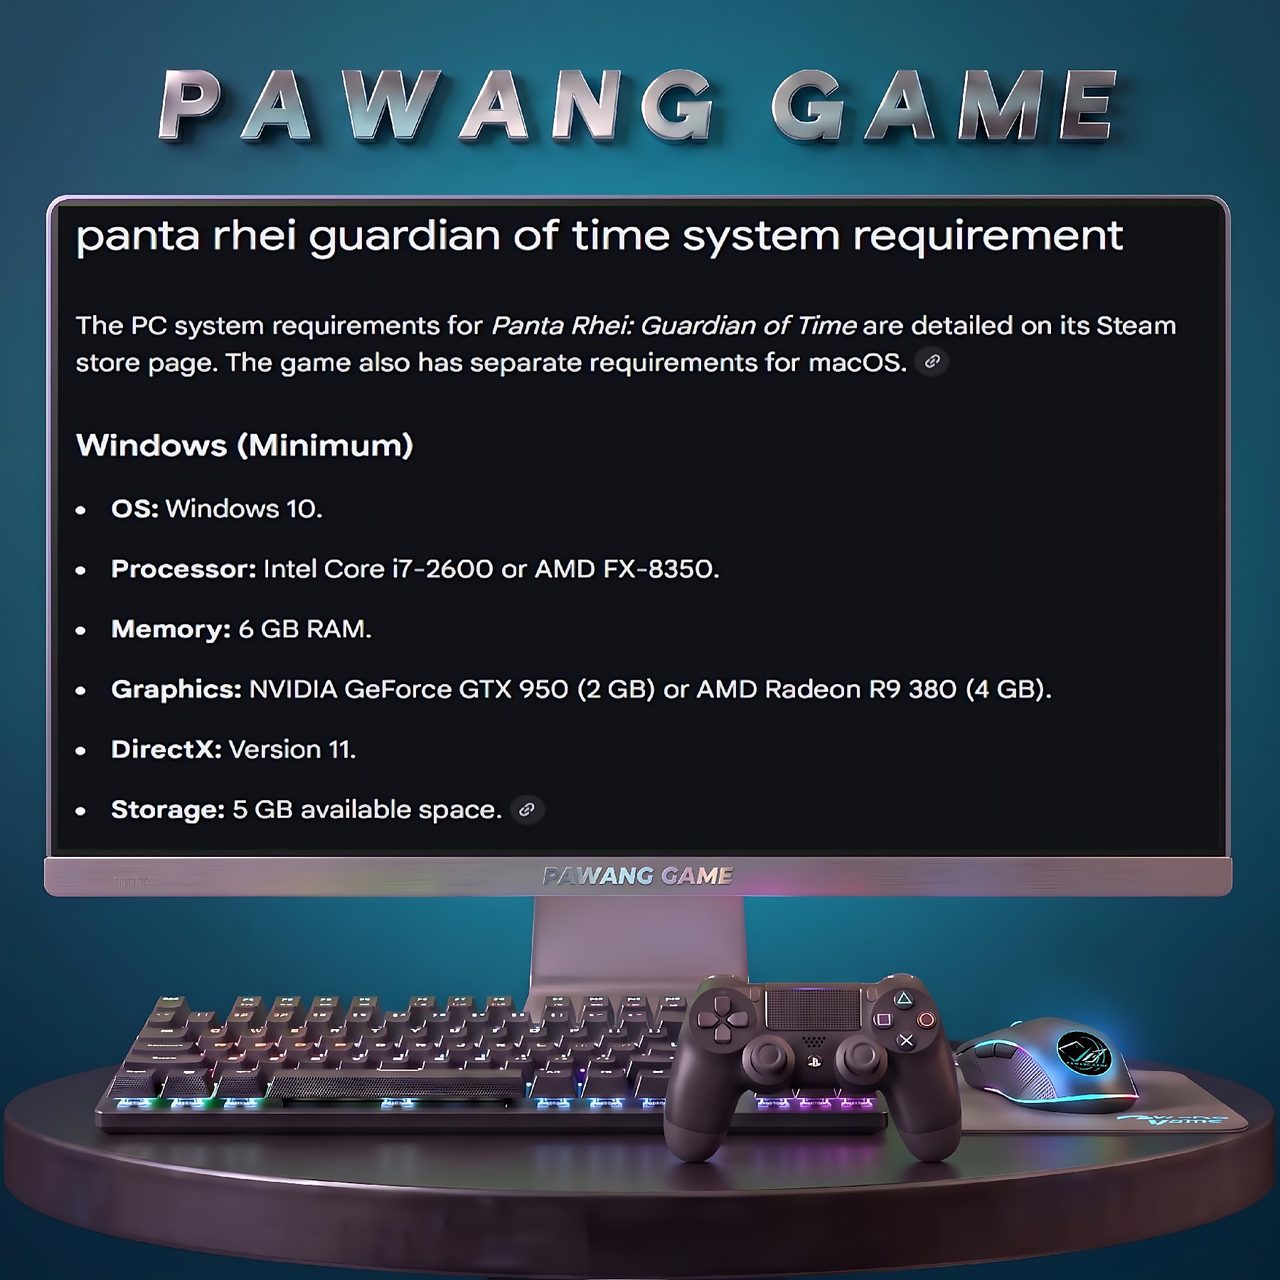 PAWANG GAME
panta rhei guardian of time system requirement
The PC system requirements for Panta Rhei: Guardian of Time are detailed on its Steam
store page. The game also has separate requirements for macOS.
Windows (Minimum)
• OS: Windows 10.
• Processor: Intel Core i7-2600 or AMD FX-8350.
• Memory: 6 GB RAM.
• Graphics: NVIDIA GeForce GTX 950 (2 GB) or AMD Radeon R9 380 (4 GB).
• DirectX: Version 11.
• Storage: 5 GB available space.
PAWANG GAME